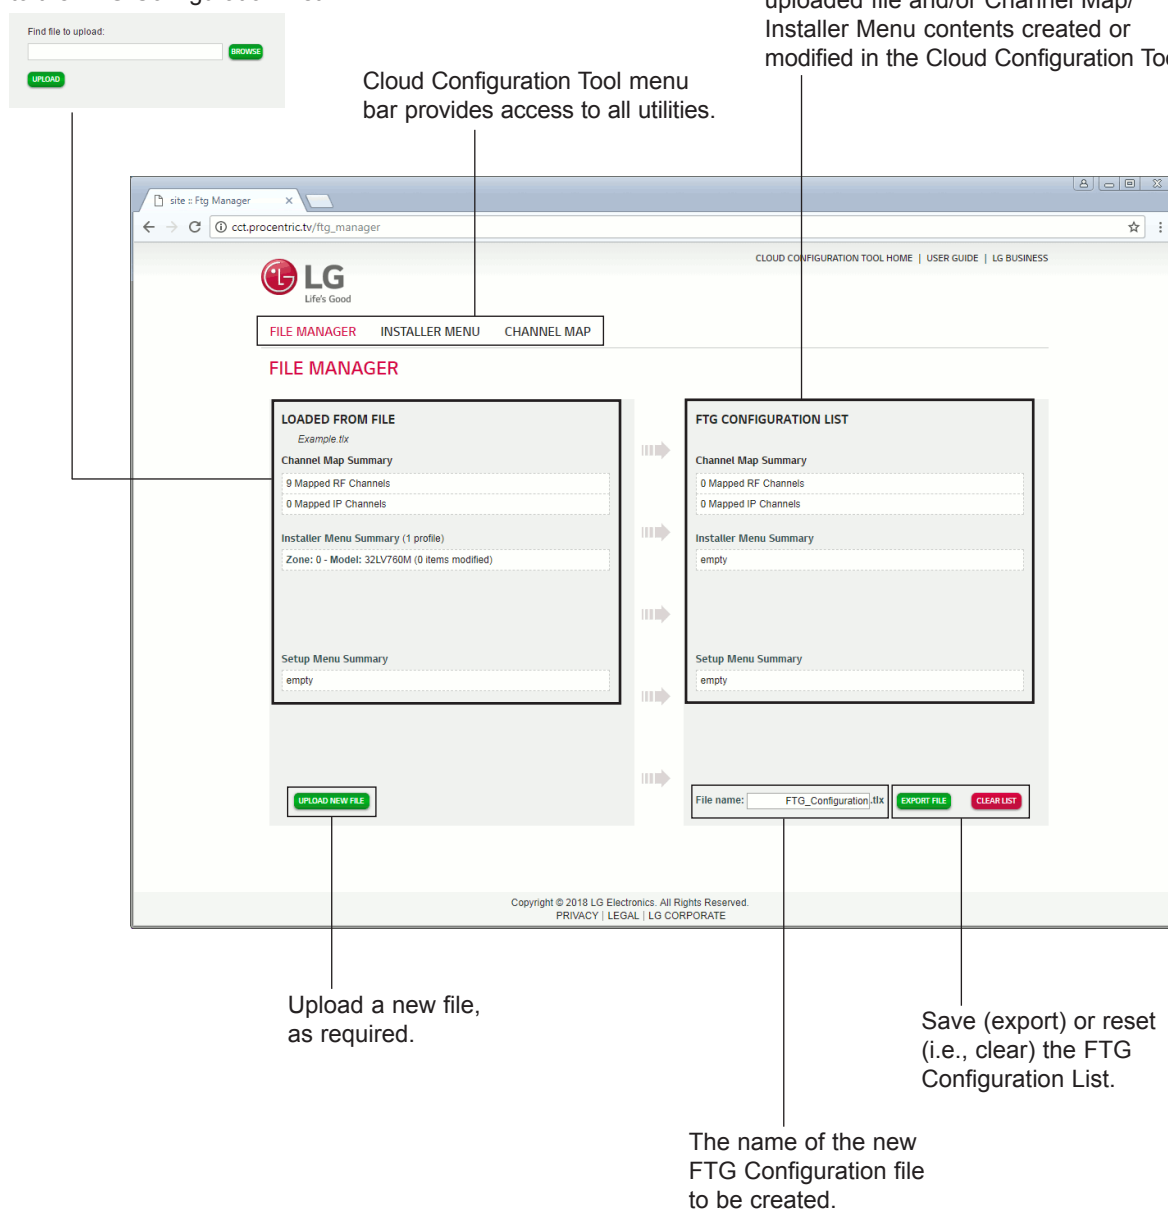 Find file to upload:
BROWSE
UPLOAD
uploaded file and/or Channel Map/
Installer Menu contents created or
modified in the Cloud Configuration
Cloud Configuration Tool menu
bar provides access to all utilities.
site :: Ftg Manager
cct.procentric.tv/ftg_manager
CLOUD CONFIGURATION TOOL HOME | USER GUIDE | LG BUSINESS
LG
Life's Good
FILE MANAGER INSTALLER MENU CHANNEL MAP
FILE MANAGER
LOADED FROM FILE
Example.tlx
Channel Map Summary
9 Mapped RF Channels
0 Mapped IP Channels
Installer Menu Summary (1 profile)
Zone: 0 - Model: 32LV760M (0 items modified)
Setup Menu Summary
empty
UPLOAD NEW FILE
FTG CONFIGURATION LIST
Channel Map Summary
0 Mapped RF Channels
0 Mapped IP Channels
Installer Menu Summary
empty
Setup Menu Summary
empty
File name: FTG_Configuration .tlx EXPORT FILE CLEAR LIST
Copyright © 2018 LG Electronics. All Rights Reserved.
PRIVACY | LEGAL | LG CORPORATE
Upload a new file,
as required.
Save (export) or reset
(i.e., clear) the FTG
Configuration List.
The name of the new
FTG Configuration file
to be created.